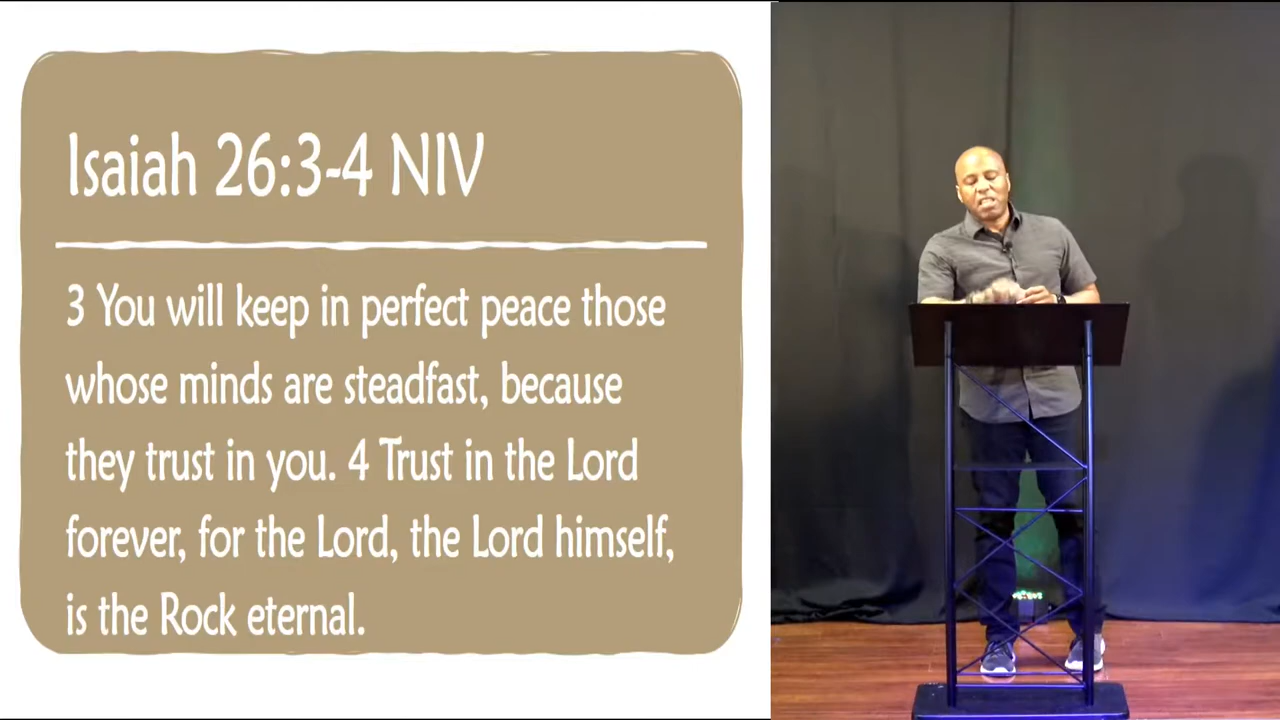 Isaiah 26:3-4 NIV
3 You will keep in perfect peace those
whose minds are steadfast, because
they trust in you. 4 Trust in the Lord
forever, for the Lord, the Lord himself,
is the Rock eternal.